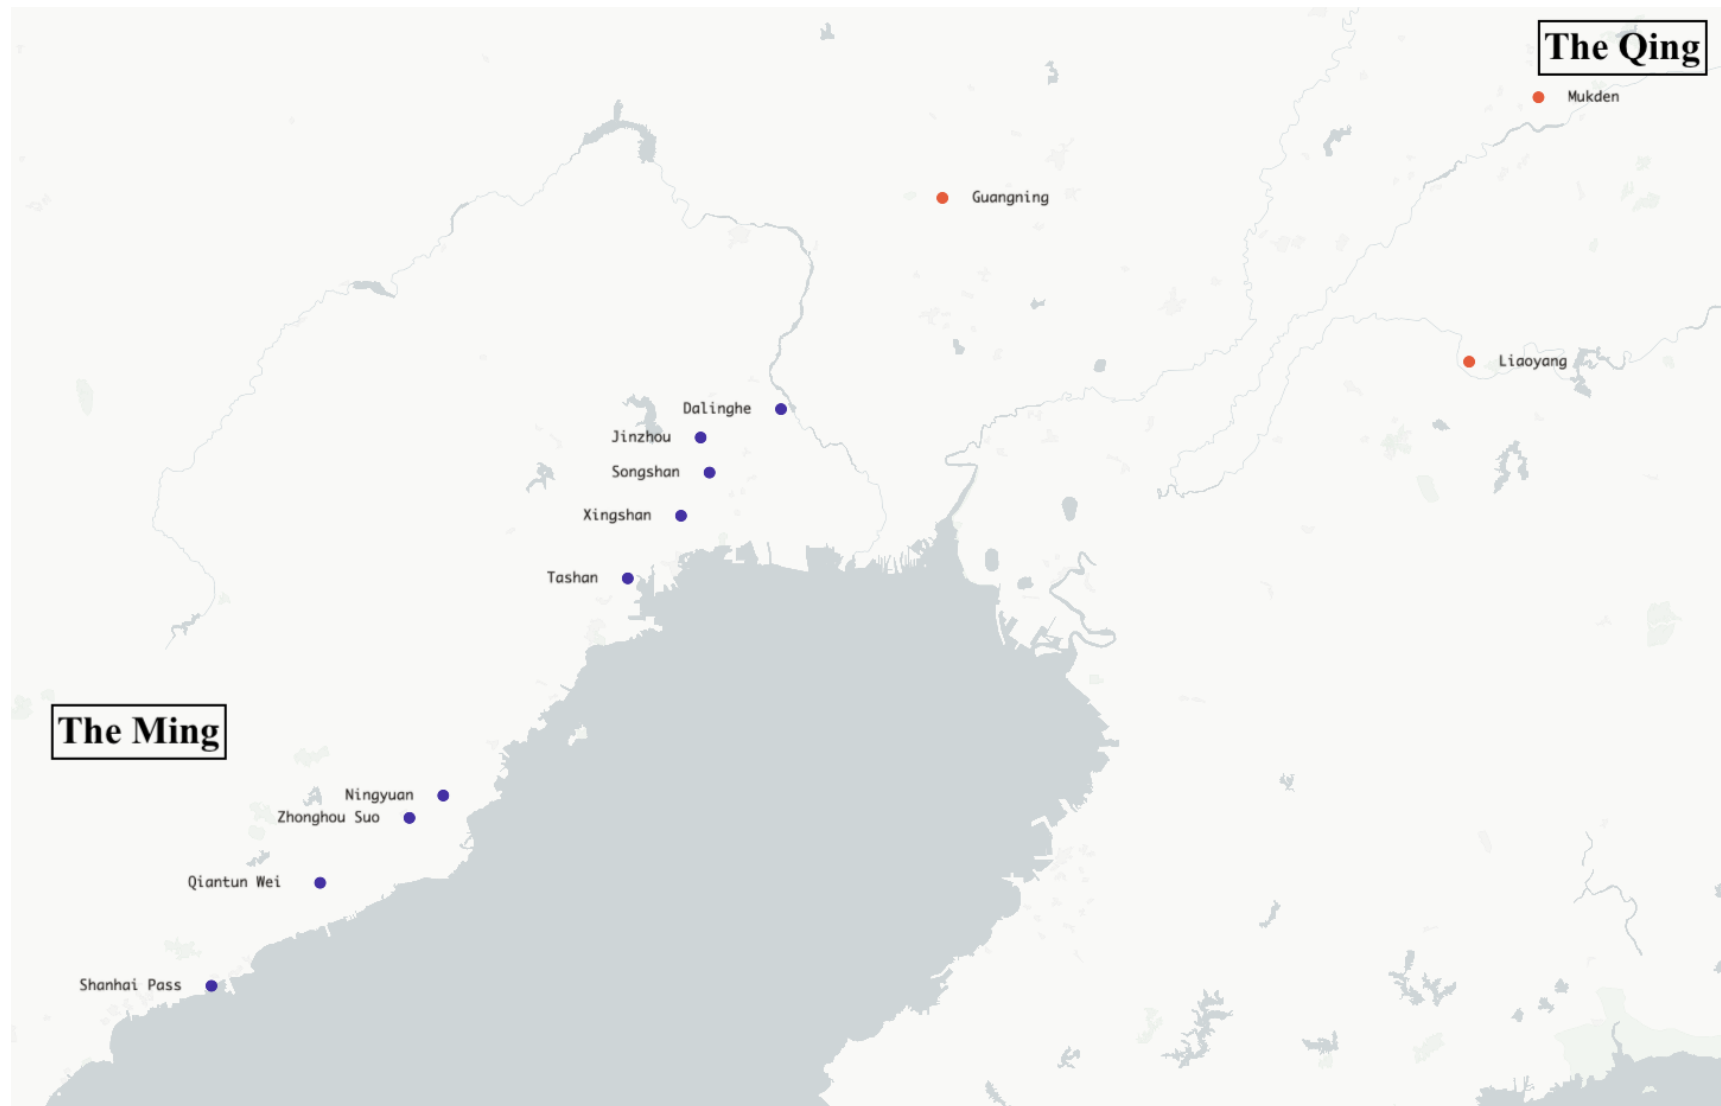 The Qing
Mukden
Guangning
Liaoyang
Dalinghe
Jinzhou
Songshan
Xingshan
Tashan
The Ming
Ningyuan
Zhonghou Suo
Qiantun Wei
Shanhai Pass